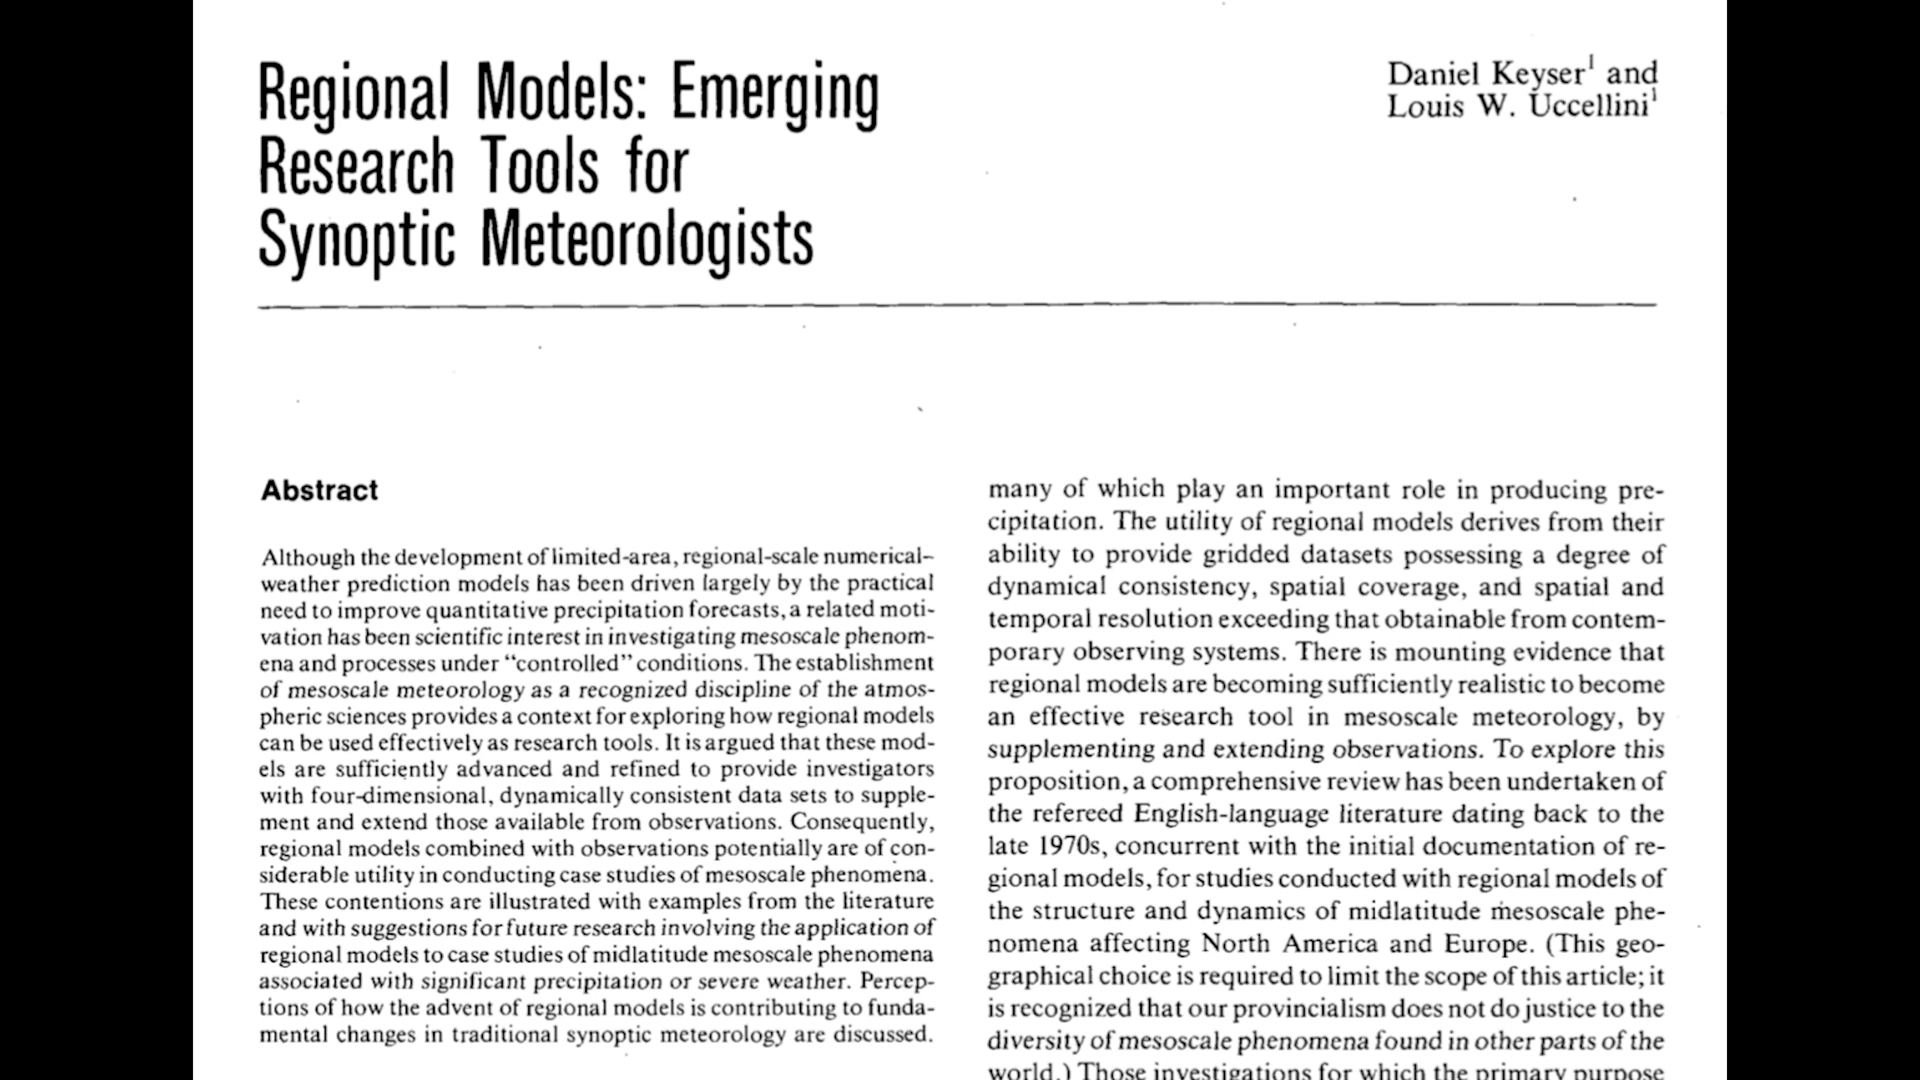 Regional Models: Emerging
Research Tools for
Synoptic Meteorologists
Daniel Keyser¹ and
Louis W. Uccellini¹
Abstract
Although the development of limited-area, regional-scale numerical-
weather prediction models has been driven largely by the practical
need to improve quantitative precipitation forecasts, a related moti-
vation has been scientific interest in investigating mesoscale phenom-
ena and processes under “controlled” conditions. The establishment
of mesoscale meteorology as a recognized discipline of the atmos-
pheric sciences provides a context for exploring how regional models
can be used effectively as research tools. It is argued that these mod-
els are sufficiently advanced and refined to provide investigators
with four-dimensional, dynamically consistent data sets to supple-
ment and extend those available from observations. Consequently,
regional models combined with observations potentially are of con-
siderable utility in conducting case studies of mesoscale phenomena.
These contentions are illustrated with examples from the literature
and with suggestions for future research involving the application of
regional models to case studies of midlatitude mesoscale phenomena
associated with significant precipitation or severe weather. Percep-
tions of how the advent of regional models is contributing to funda-
mental changes in traditional synoptic meteorology are discussed.
many of which play an important role in producing pre-
cipitation. The utility of regional models derives from their
ability to provide gridded datasets possessing a degree of
dynamical consistency, spatial coverage, and spatial and
temporal resolution exceeding that obtainable from contem-
porary observing systems. There is mounting evidence that
regional models are becoming sufficiently realistic to become
an effective research tool in mesoscale meteorology, by
supplementing and extending observations. To explore this
proposition, a comprehensive review has been undertaken of
the refereed English-language literature dating back to the
late 1970s, concurrent with the initial documentation of re-
gional models, for studies conducted with regional models of
the structure and dynamics of midlatitude mesoscale phe-
nomena affecting North America and Europe. (This geo-
graphical choice is required to limit the scope of this article; it
is recognized that our provincialism does not do justice to the
diversity of mesoscale phenomena found in other parts of the
world.) Those investigations for which the primary purpose